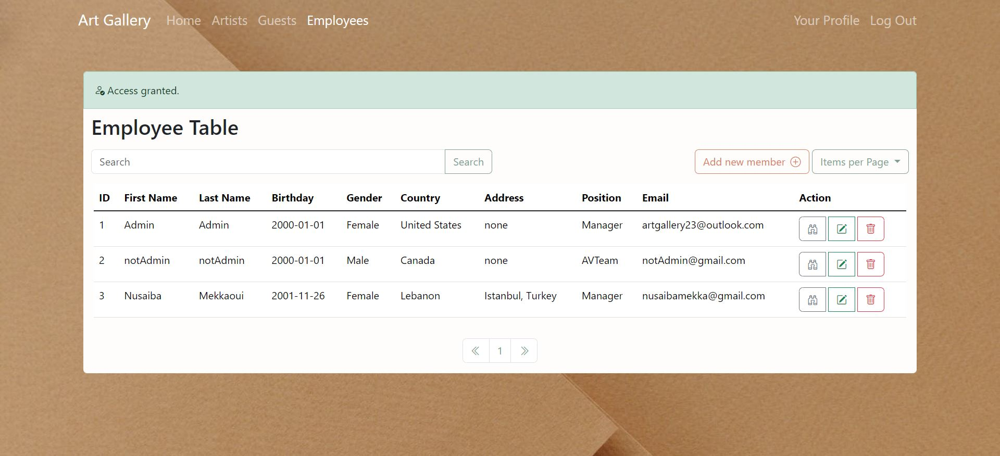 Art Gallery Home Artists Guests Employees Your Profile Log Out
Access granted.
Employee Table
Search Search Add new member Items per Page
ID First Name Last Name Birthday Gender Country Address Position Email Action
1 Admin Admin 2000-01-01 Female United States none Manager artgallery23@outlook.com
2 notAdmin notAdmin 2000-01-01 Male Canada none AVTeam notAdmin@gmail.com
3 Nusaiba Mekkaoui 2001-11-26 Female Lebanon Istanbul, Turkey Manager nusaibamekka@gmail.com
« 1 »